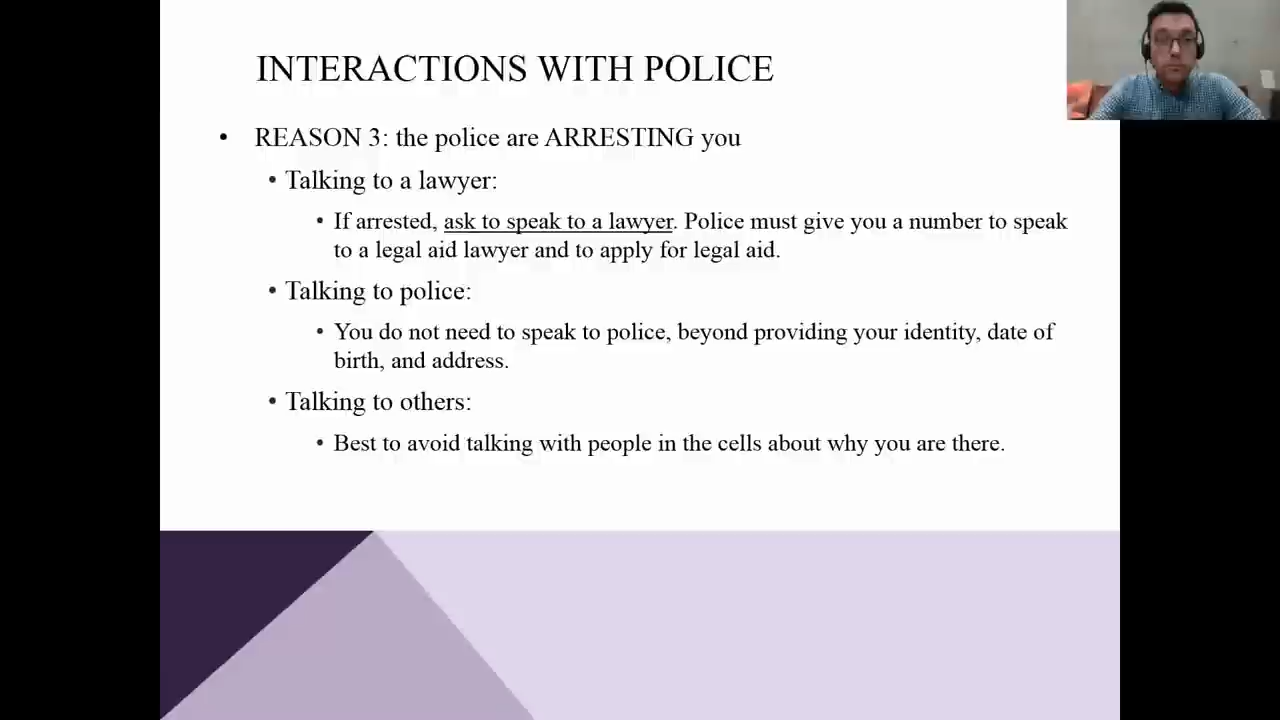 INTERACTIONS WITH POLICE
• REASON 3: the police are ARRESTING you
• Talking to a lawyer:
• If arrested, ask to speak to a lawyer. Police must give you a number to speak
to a legal aid lawyer and to apply for legal aid.
• Talking to police:
• You do not need to speak to police, beyond providing your identity, date of
birth, and address.
• Talking to others:
• Best to avoid talking with people in the cells about why you are there.